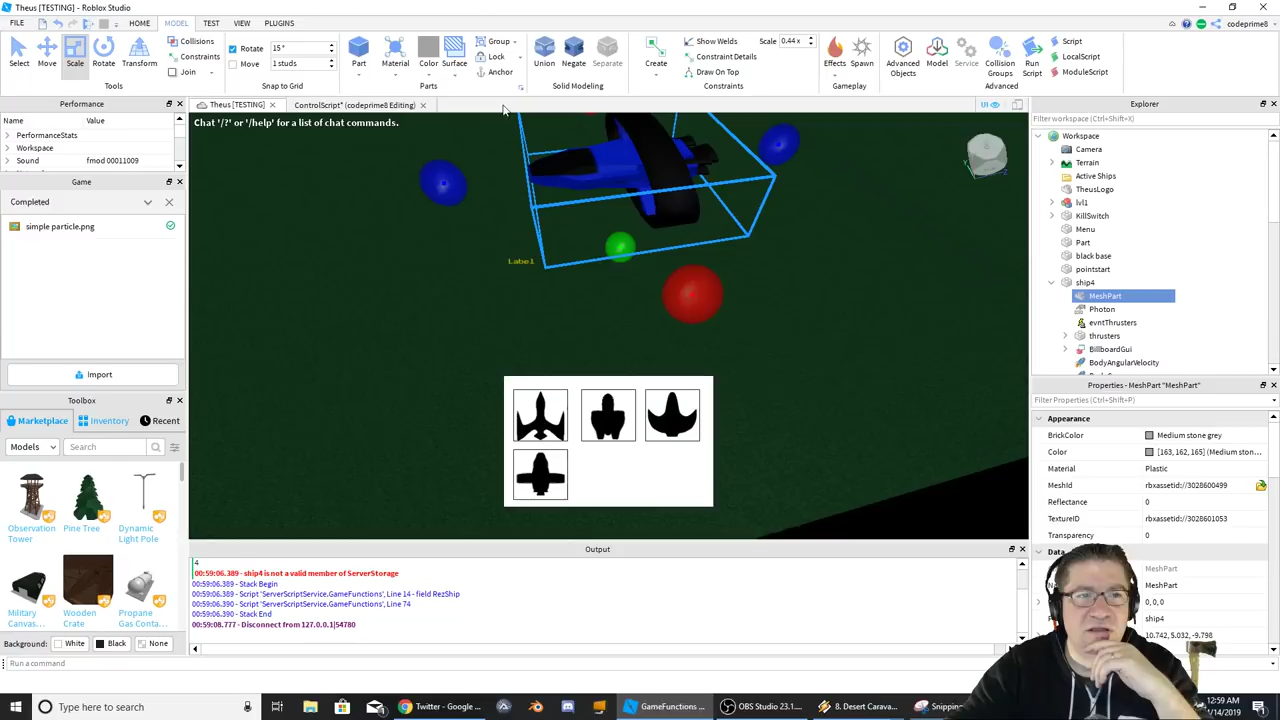 Theus [TESTING] - Roblox Studio
FILE HOME MODEL TEST VIEW PLUGINS codeprime8
Select Move Scale Rotate Transform Collisions Constraints Join Rotate 15 ° Move 1 studs Part Material Color Surface Group Lock Anchor Union Negate Separate Create Show Welds Scale 0.44 x Constraint Details Draw On Top Effects Spawn Advanced Objects Model Service Collision Groups Run Script Script LocalScript ModuleScript
Tools Snap to Grid Parts Solid Modeling Constraints Gameplay Advanced
Performance
Name Value
PerformanceStats
Workspace
Sound fmod 00011009
Game
Completed
simple particle.png
Import
Toolbox
Marketplace Inventory Recent
Models Search
Observation Tower
Pine Tree
Dynamic Light Pole
Military Canvas...
Wooden Crate
Propane Gas Conta...
Background: White Black None
Run a command
Theus [TESTING] ControlScript* (codeprime8 Editing) UI
Chat '/?' or '/help' for a list of chat commands.
Label
Output
4
00:59:06.389 - ship4 is not a valid member of ServerStorage
00:59:06.389 - Stack Begin
00:59:06.389 - Script 'ServerScriptService.GameFunctions', Line 14 - field RezShip
00:59:06.390 - Script 'ServerScriptService.GameFunctions', Line 74
00:59:06.390 - Stack End
00:59:08.777 - Disconnect from 127.0.0.1|54780
Explorer
Filter workspace (Ctrl+Shift+X)
Workspace
Camera
Terrain
Active Ships
TheusLogo
lvl1
KillSwitch
Menu
Part
black base
pointstart
ship4
MeshPart
Photon
evntThrusters
thrusters
BillboardGui
BodyAngularVelocity
Properties - MeshPart "MeshPart"
Filter Properties (Ctrl+Shift+P)
Appearance
BrickColor Medium stone grey
Color [163, 162, 165] (Medium ston...
Material Plastic
MeshId rbxassetid://3028600499
Reflectance 0
TextureID rbxassetid://3028601053
Transparency 0
Data
MeshPart
MeshPart
0, 0, 0
ship4
10.742, 5.032, -9.798
Type here to search
Twitter - Google ...
GameFunctions ...
OBS Studio 23.1....
8. Desert Carava...
Snipping
12:59 AM